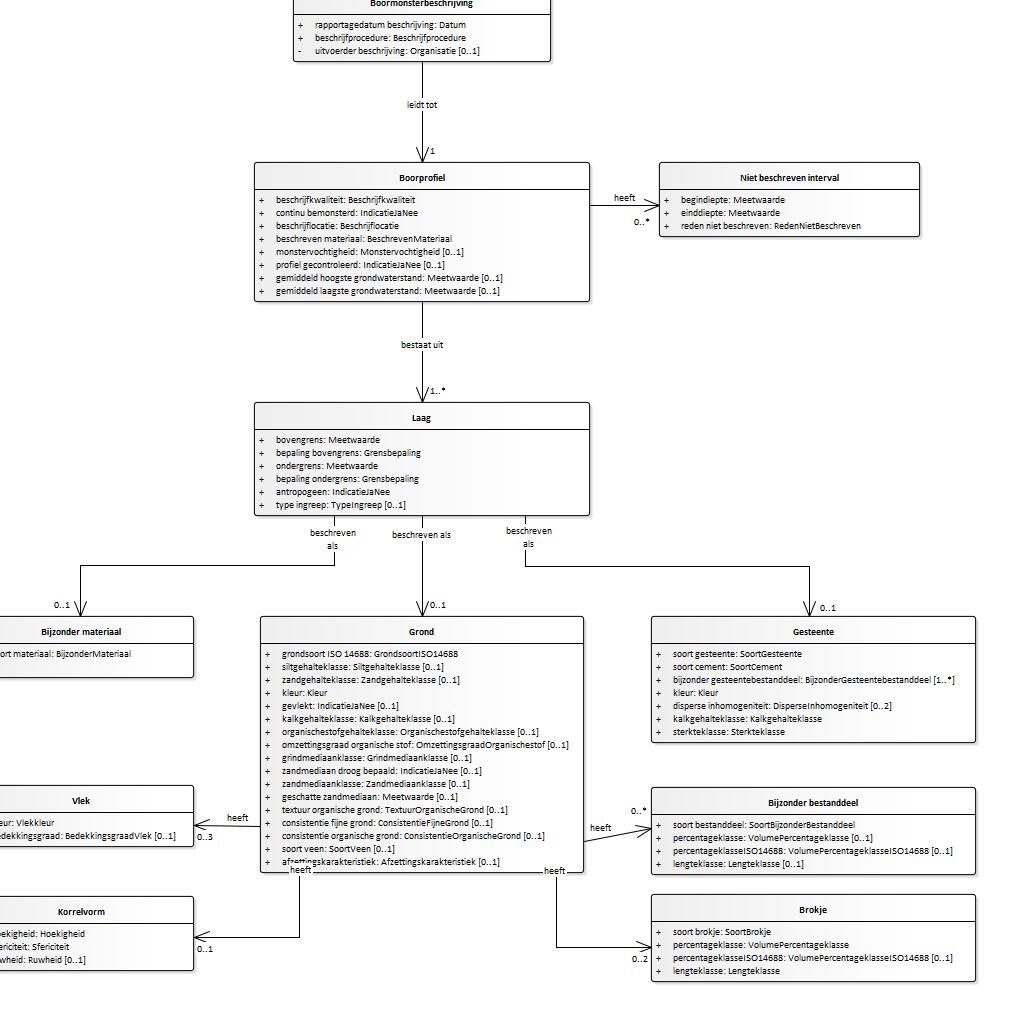 Boormonsterbeschrijving
+ rapportagedatum beschrijving: Datum
+ beschrijfprocedure: Beschrijfprocedure
- uitvoerder beschrijving: Organisatie [0..1]
leidt tot
1
Boorprofiel
+ beschrijfkwaliteit: Beschrijfkwaliteit
+ continu bemonsterd: IndicatieJaNee
+ beschrijflocatie: Beschrijflocatie
+ beschreven materiaal: BeschrevenMateriaal
+ monstervochtigheid: Monstervochtigheid [0..1]
+ profiel gecontroleerd: IndicatieJaNee [0..1]
+ gemiddeld hoogste grondwaterstand: Meetwaarde [0..1]
+ gemiddeld laagste grondwaterstand: Meetwaarde [0..1]
heeft
0..*
Niet beschreven interval
+ begindiepte: Meetwaarde
+ einddiepte: Meetwaarde
+ reden niet beschreven: RedenNietBeschreven
bestaat uit
1..*
Laag
+ bovengrens: Meetwaarde
+ bepaling bovengrens: Grensbepaling
+ ondergrens: Meetwaarde
+ bepaling ondergrens: Grensbepaling
+ antropogeen: IndicatieJaNee
+ type ingreep: TypeIngreep [0..1]
beschreven
als
beschreven als
beschreven
als
0..1
0..1
0..1
Bijzonder materiaal
ort materiaal: BijzonderMateriaal
Grond
+ grondsoort ISO 14688: GrondsoortISO14688
+ siltgehalteklasse: Siltgehalteklasse [0..1]
+ zandgehalteklasse: Zandgehalteklasse [0..1]
+ kleur: Kleur
+ gevlekt: IndicatieJaNee [0..1]
+ kalkgehalteklasse: Kalkgehalteklasse [0..1]
+ organischestofgehalteklasse: Organischestofgehalteklasse [0..1]
+ omzettingsgraad organische stof: OmzettingsgraadOrganischestof [0..1]
+ grindmediaanklasse: Grindmediaanklasse [0..1]
+ zandmediaan droog bepaald: IndicatieJaNee [0..1]
+ zandmediaanklasse: Zandmediaanklasse [0..1]
+ geschatte zandmediaan: Meetwaarde [0..1]
+ textuur organische grond: TextuurOrganischeGrond [0..1]
+ consistentie fijne grond: ConsistentieFijneGrond [0..1]
+ consistentie organische grond: ConsistentieOrganischeGrond [0..1]
+ soort veen: SoortVeen [0..1]
+ afzettingskarakteristiek: Afzettingskarakteristiek [0..1]
Gesteente
+ soort gesteente: SoortGesteente
+ soort cement: SoortCement
+ bijzonder gesteentebestanddeel: BijzonderGesteentebestanddeel [1..*]
+ kleur: Kleur
+ disperse inhomogeniteit: DisperseInhomogeniteit [0..2]
+ kalkgehalteklasse: Kalkgehalteklasse
+ sterkteklasse: Sterkteklasse
Vlek
eur: Vlekkleur
edekkingsgraad: BedekkingsgraadVlek [0..1]
heeft
0..3
heeft
0..*
Bijzonder bestanddeel
+ soort bestanddeel: SoortBijzonderBestanddeel
+ percentageklasse: VolumePercentageklasse [0..1]
+ percentageklasseISO14688: VolumePercentageklasseISO14688 [0..1]
+ lengteklasse: Lengteklasse [0..1]
heeft
heeft
Korrelvorm
ekigheid: Hoekigheid
ericiteit: Sfericiteit
wheid: Ruwheid [0..1]
0..1
0..2
Brokje
+ soort brokje: SoortBrokje
+ percentageklasse: VolumePercentageklasse
+ percentageklasseISO14688: VolumePercentageklasseISO14688 [0..1]
+ lengteklasse: Lengteklasse